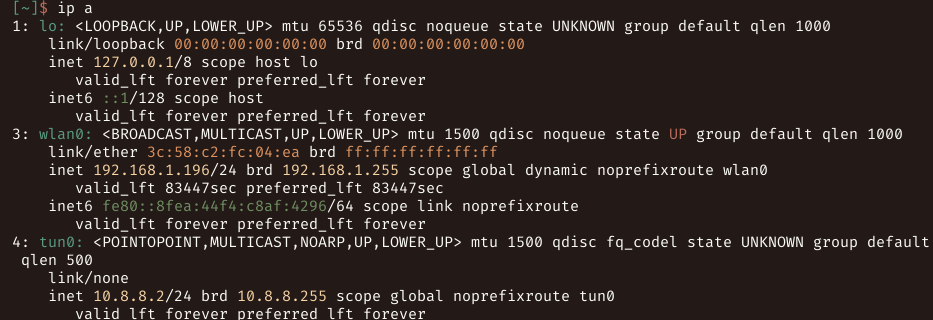 [~]$ ip a
1: lo: <LOOPBACK,UP,LOWER_UP> mtu 65536 qdisc noqueue state UNKNOWN group default qlen 1000
    link/loopback 00:00:00:00:00:00 brd 00:00:00:00:00:00
    inet 127.0.0.1/8 scope host lo
       valid_lft forever preferred_lft forever
    inet6 ::1/128 scope host
       valid_lft forever preferred_lft forever
3: wlan0: <BROADCAST,MULTICAST,UP,LOWER_UP> mtu 1500 qdisc noqueue state UP group default qlen 1000
    link/ether 3c:58:c2:fc:04:ea brd ff:ff:ff:ff:ff:ff
    inet 192.168.1.196/24 brd 192.168.1.255 scope global dynamic noprefixroute wlan0
       valid_lft 83447sec preferred_lft 83447sec
    inet6 fe80::8fea:44f4:c8af:4296/64 scope link noprefixroute
       valid_lft forever preferred_lft forever
4: tun0: <POINTOPOINT,MULTICAST,NOARP,UP,LOWER_UP> mtu 1500 qdisc fq_codel state UNKNOWN group default
 qlen 500
    link/none
    inet 10.8.8.2/24 brd 10.8.8.255 scope global noprefixroute tun0
       valid_lft forever preferred_lft forever